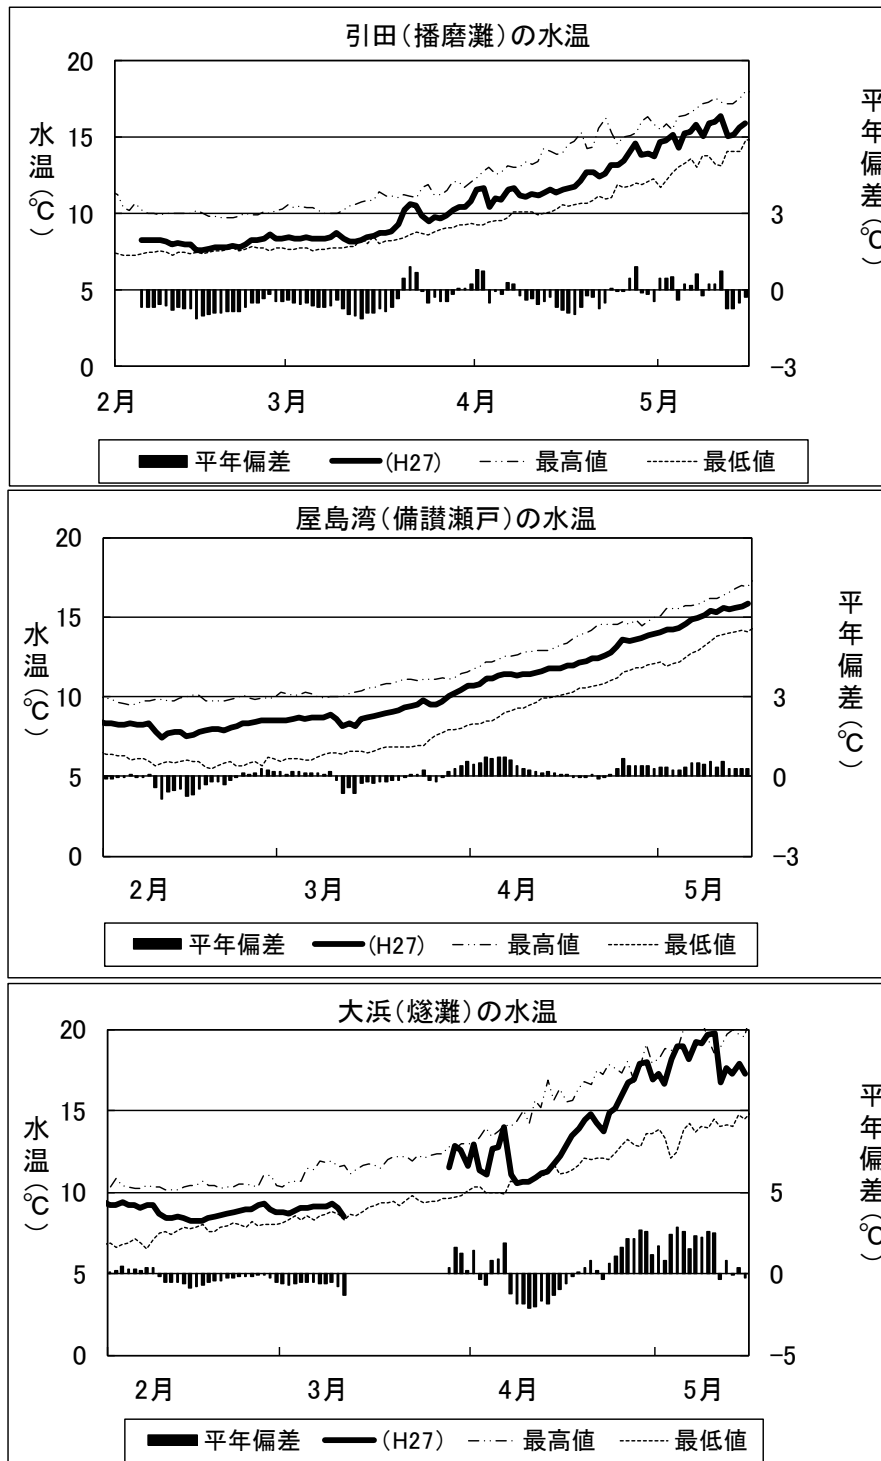 引田(播磨灘)の水温
20
15
10
5
0
水温(℃)
3
0
-3
平年偏差(℃)
2月 3月 4月 5月
平年偏差 (H27) 最高値 最低値
屋島湾(備讃瀬戸)の水温
20
15
10
5
0
水温(℃)
3
0
-3
平年偏差(℃)
2月 3月 4月 5月
平年偏差 (H27) 最高値 最低値
大浜(燧灘)の水温
20
15
10
5
0
水温(℃)
5
0
-5
平年偏差(℃)
2月 3月 4月 5月
平年偏差 (H27) 最高値 最低値